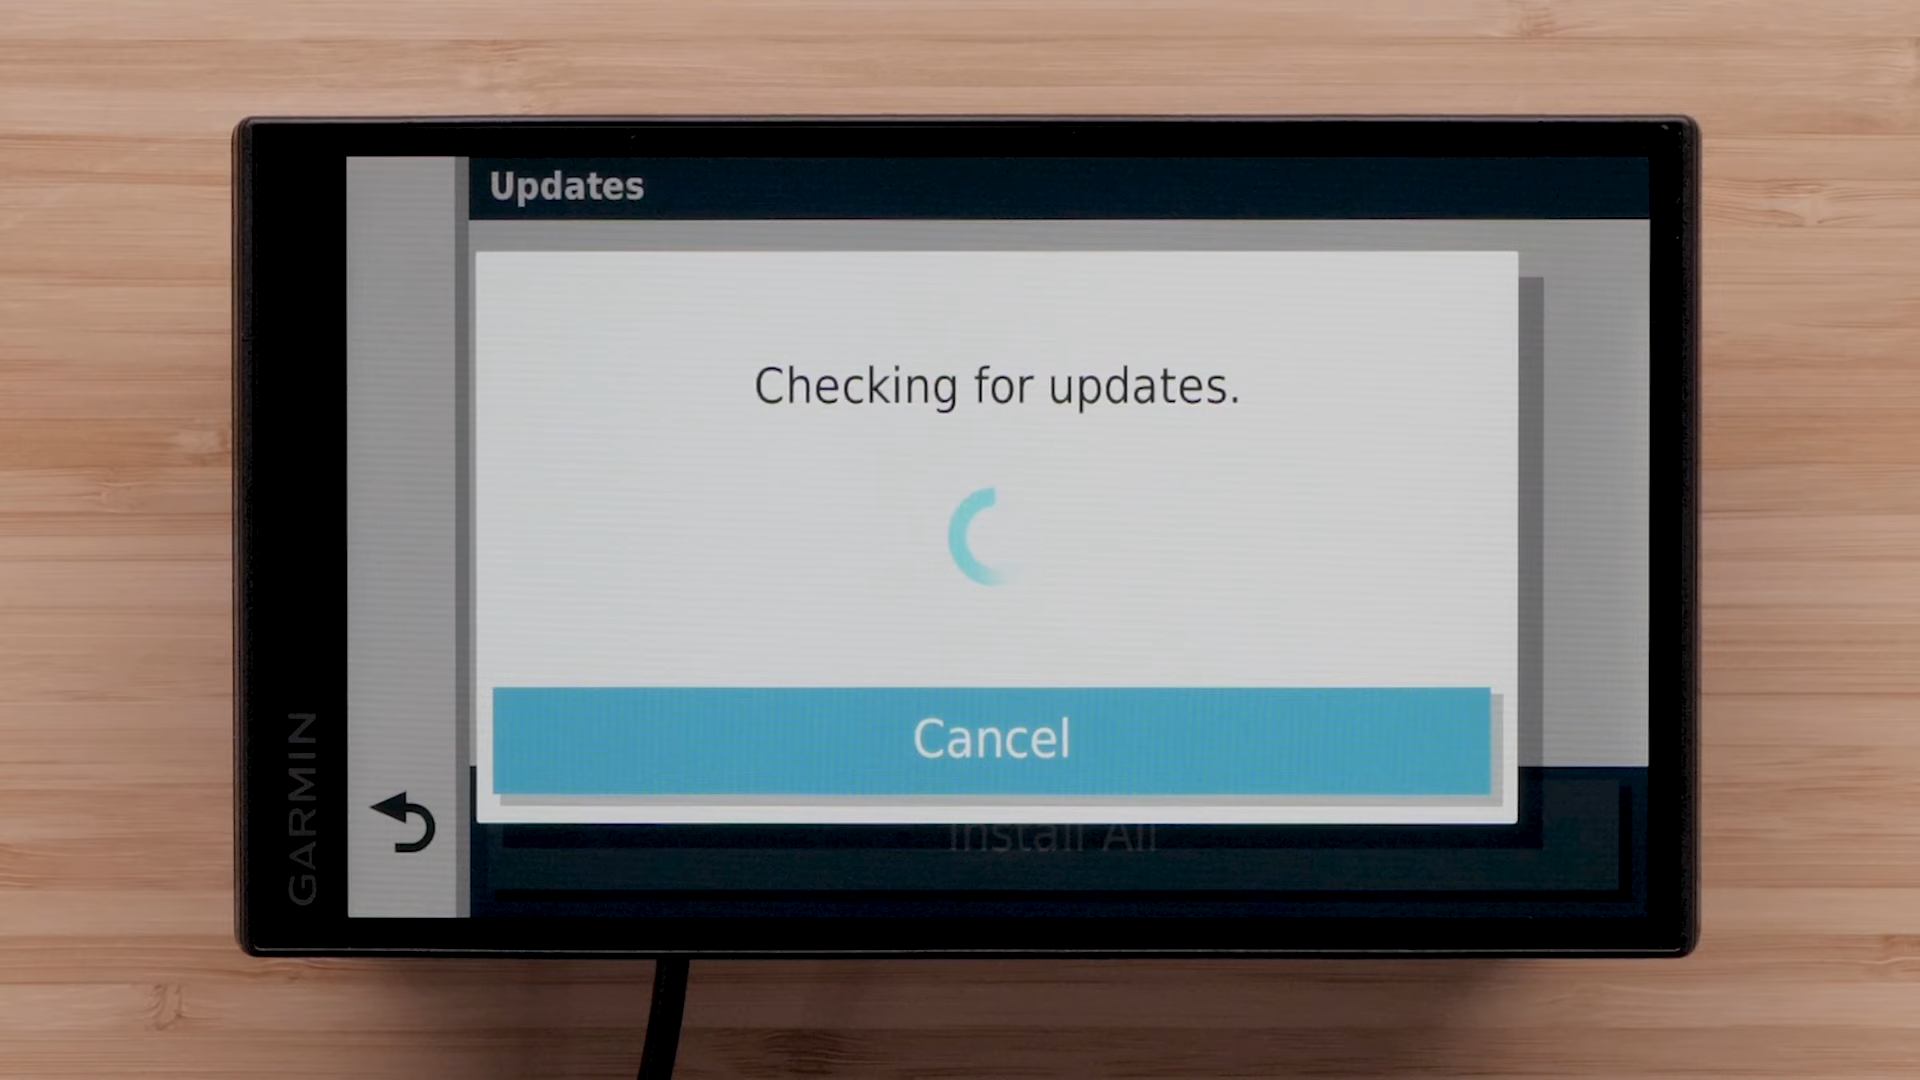 Updates
Checking for updates.
Cancel
Install All
GARMIN